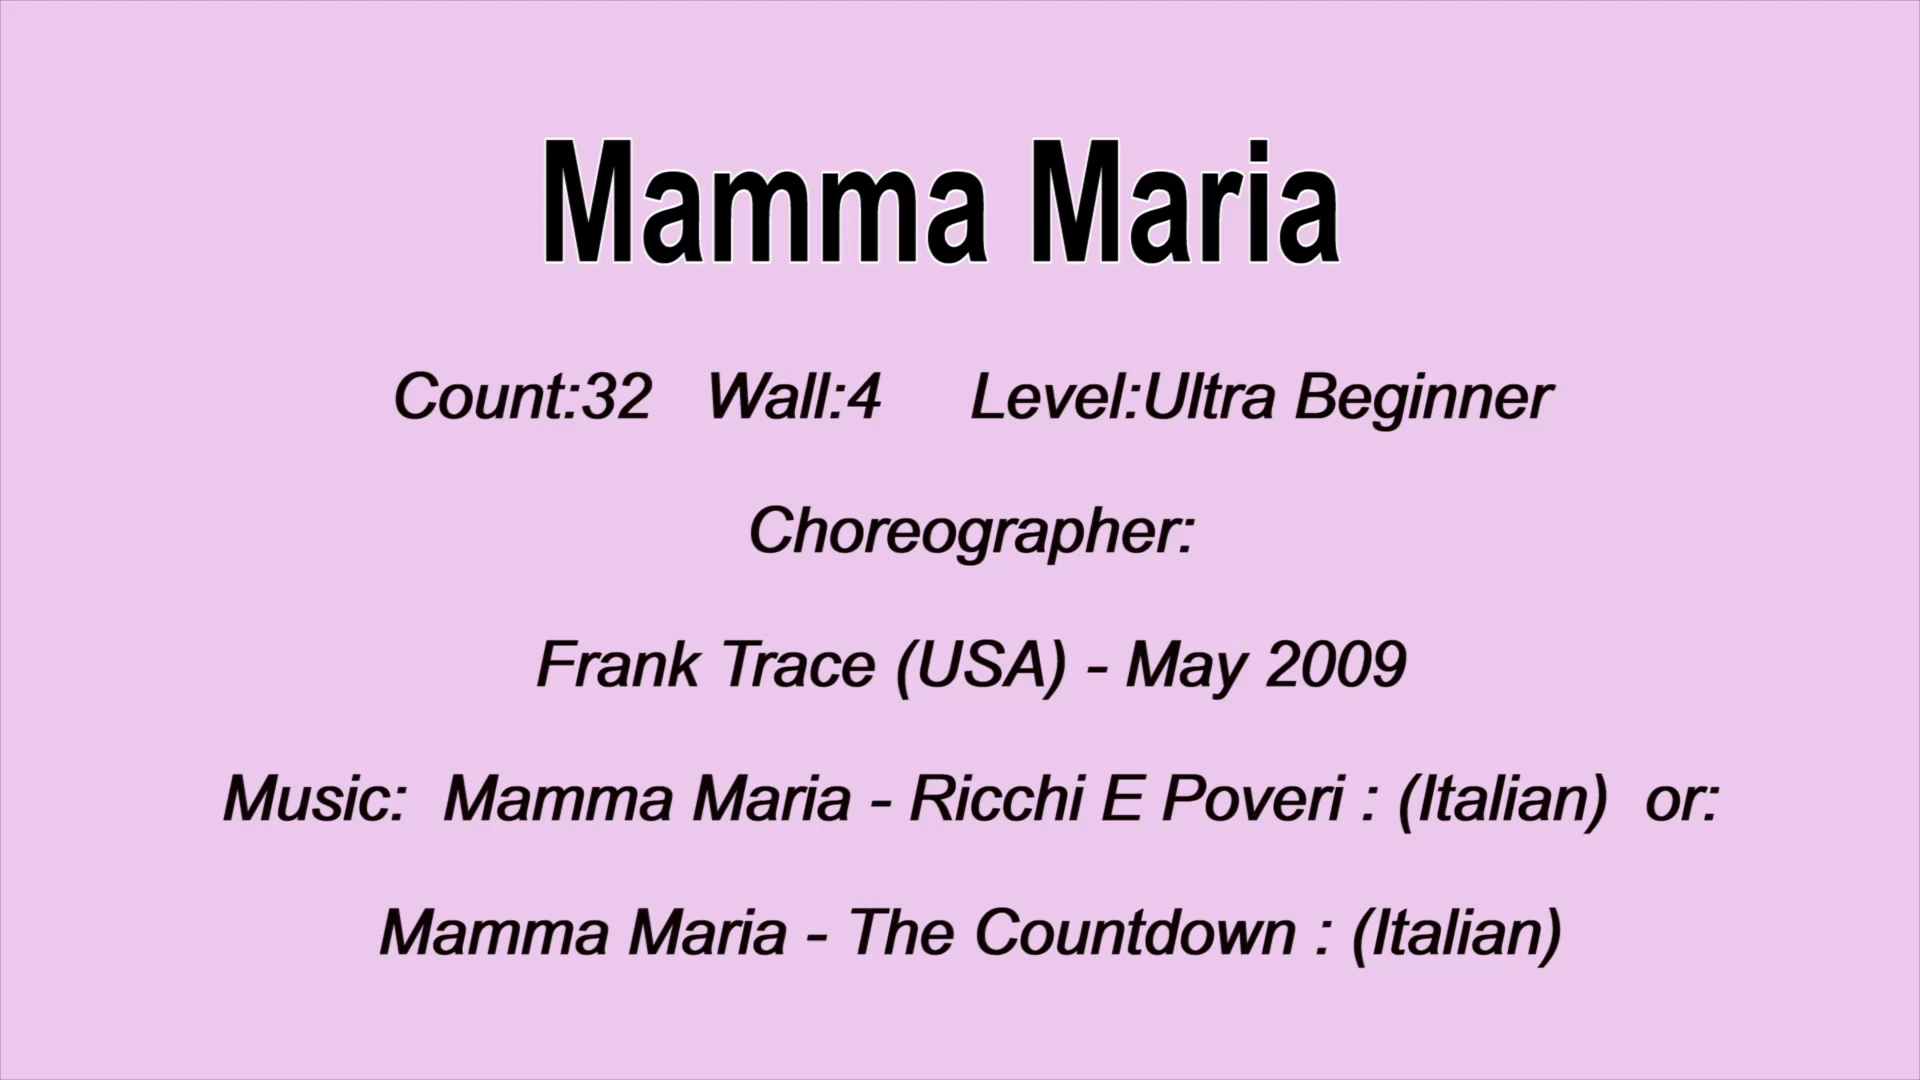 Mamma Maria
Count:32 Wall:4 Level:Ultra Beginner
Choreographer:
Frank Trace (USA) - May 2009
Music: Mamma Maria - Ricchi E Poveri : (Italian) or:
Mamma Maria - The Countdown : (Italian)